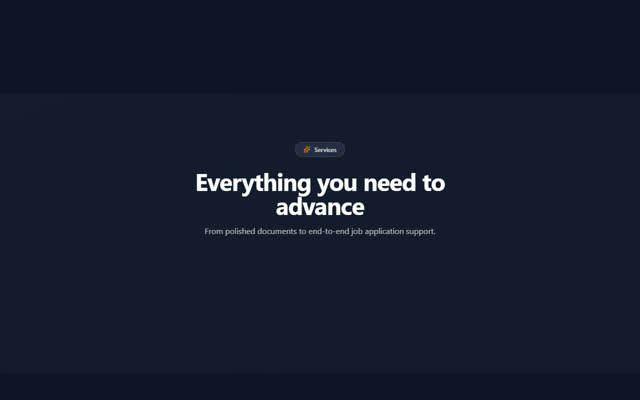 Services
Everything you need to
advance
From polished documents to end-to-end job application support.